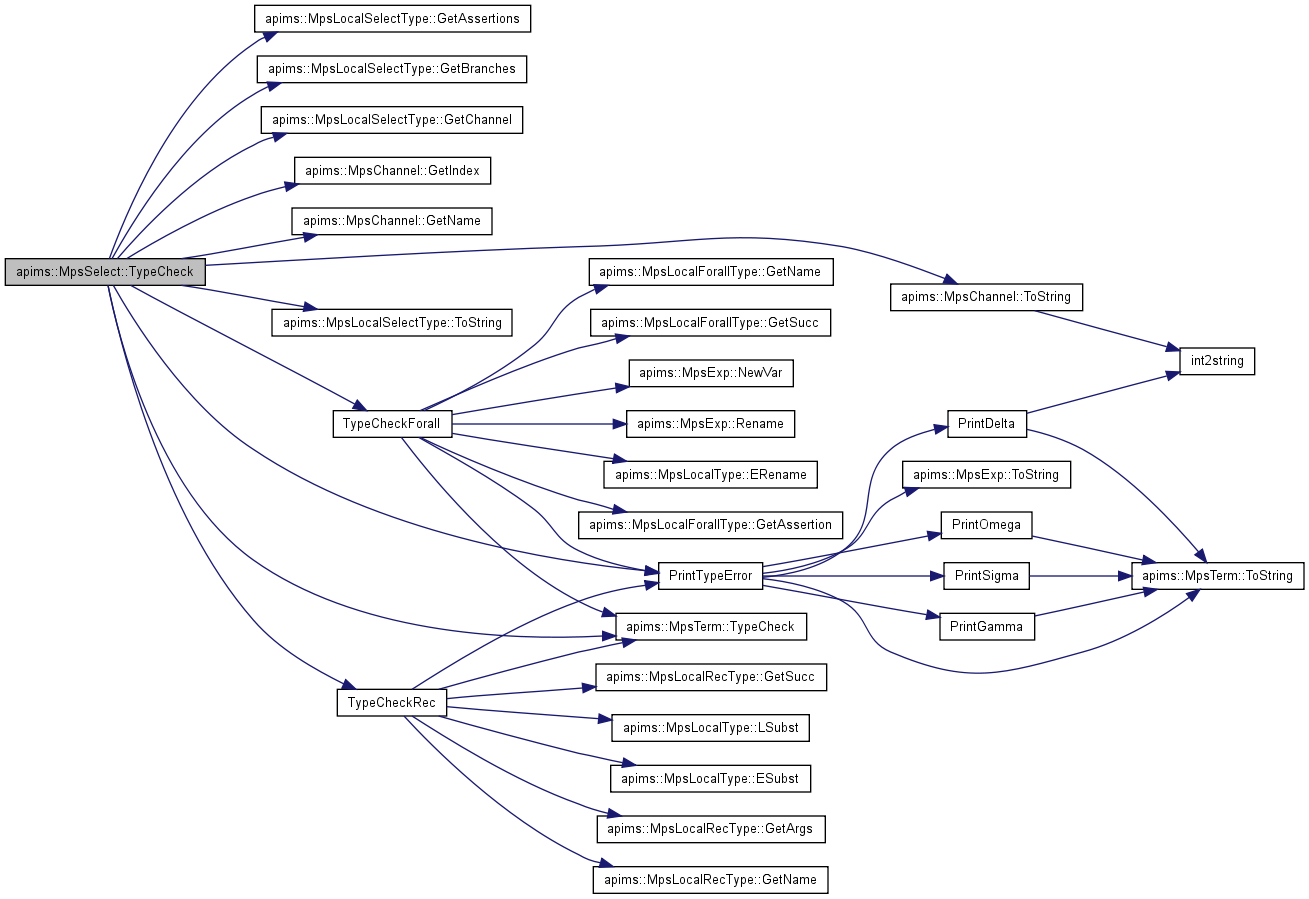 apims::MpsLocalSelectType::GetAssertions
apims::MpsLocalSelectType::GetBranches
apims::MpsLocalSelectType::GetChannel
apims::MpsChannel::GetIndex
apims::MpsChannel::GetName
apims::MpsSelect::TypeCheck
apims::MpsLocalForallType::GetName
apims::MpsChannel::ToString
apims::MpsLocalSelectType::ToString
apims::MpsLocalForallType::GetSucc
int2string
apims::MpsExp::NewVar
TypeCheckForall
apims::MpsExp::Rename
PrintDelta
apims::MpsLocalType::ERename
apims::MpsExp::ToString
apims::MpsLocalForallType::GetAssertion
PrintOmega
PrintTypeError
PrintSigma
apims::MpsTerm::ToString
apims::MpsTerm::TypeCheck
PrintGamma
apims::MpsLocalRecType::GetSucc
TypeCheckRec
apims::MpsLocalType::LSubst
apims::MpsLocalType::ESubst
apims::MpsLocalRecType::GetArgs
apims::MpsLocalRecType::GetName